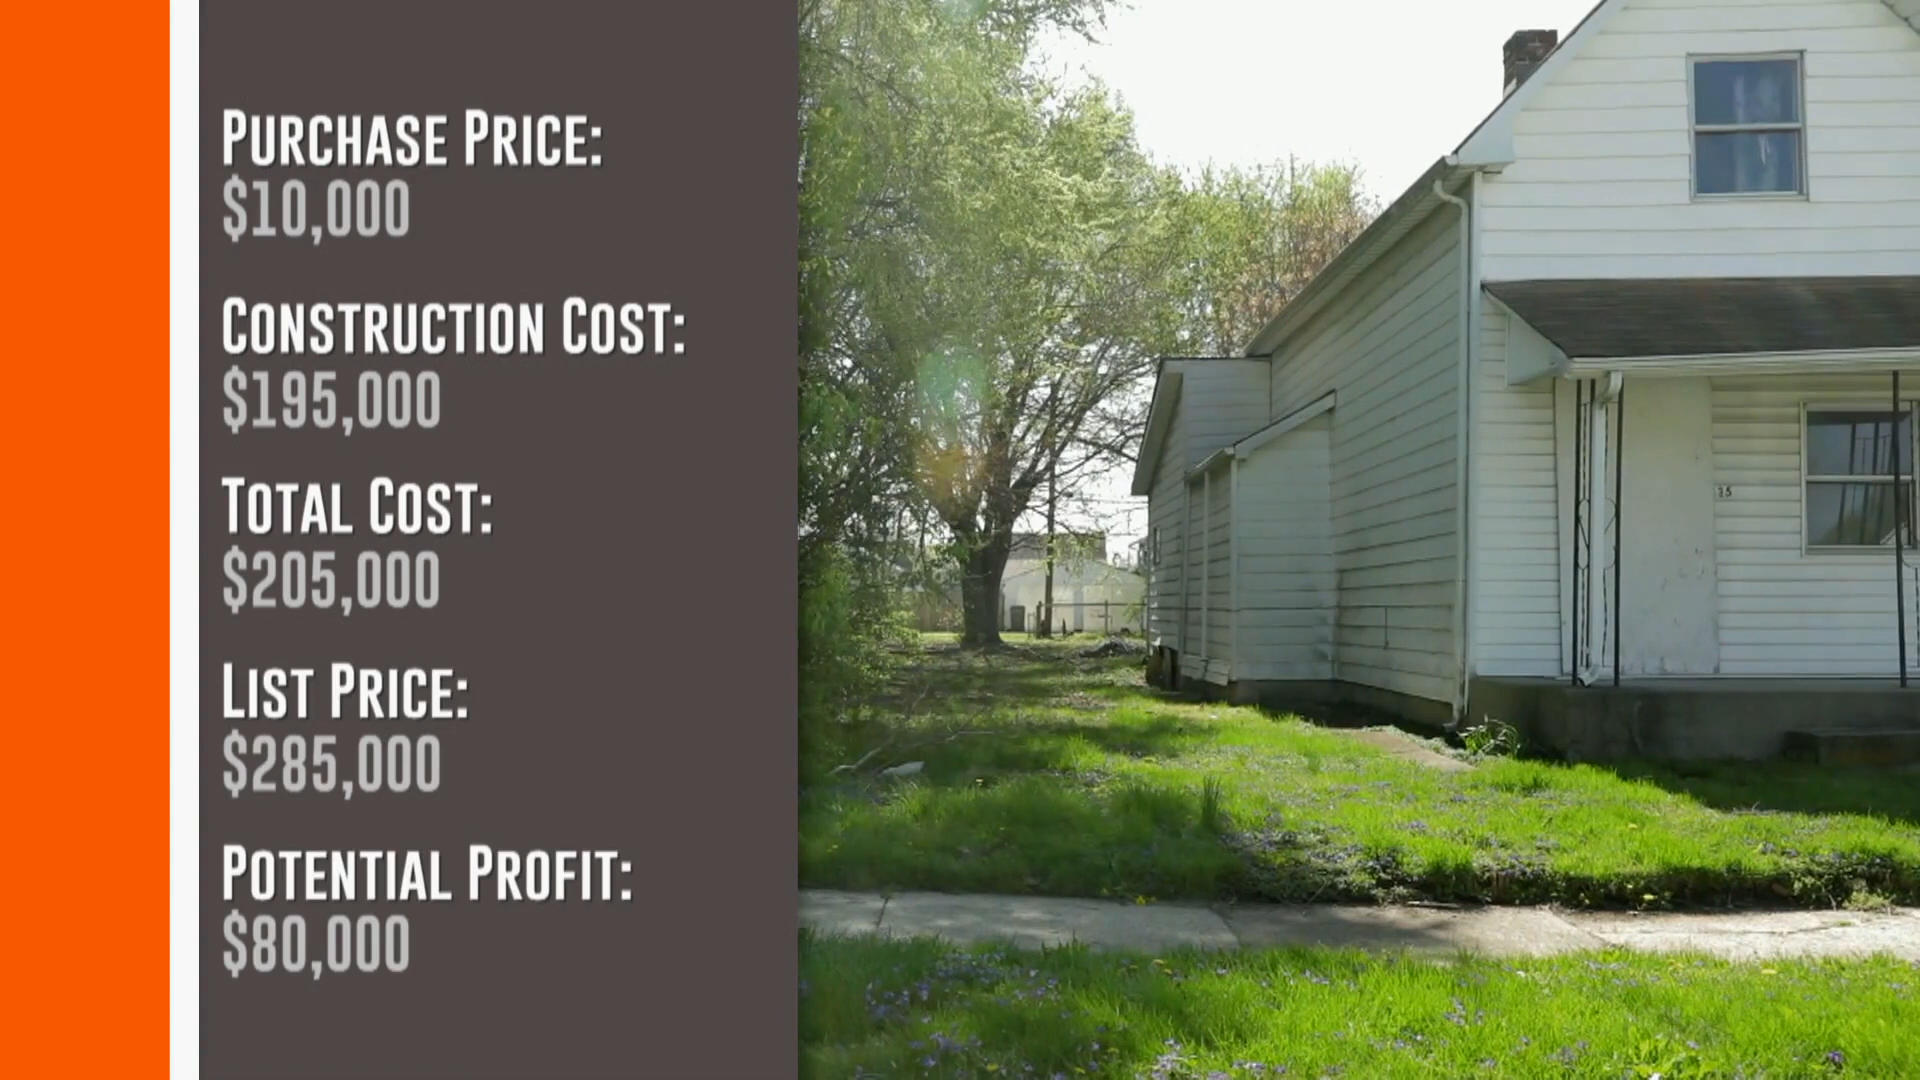 PURCHASE PRICE:
$10,000
CONSTRUCTION COST:
$195,000
TOTAL COST:
$205,000
LIST PRICE:
$285,000
POTENTIAL PROFIT:
$80,000